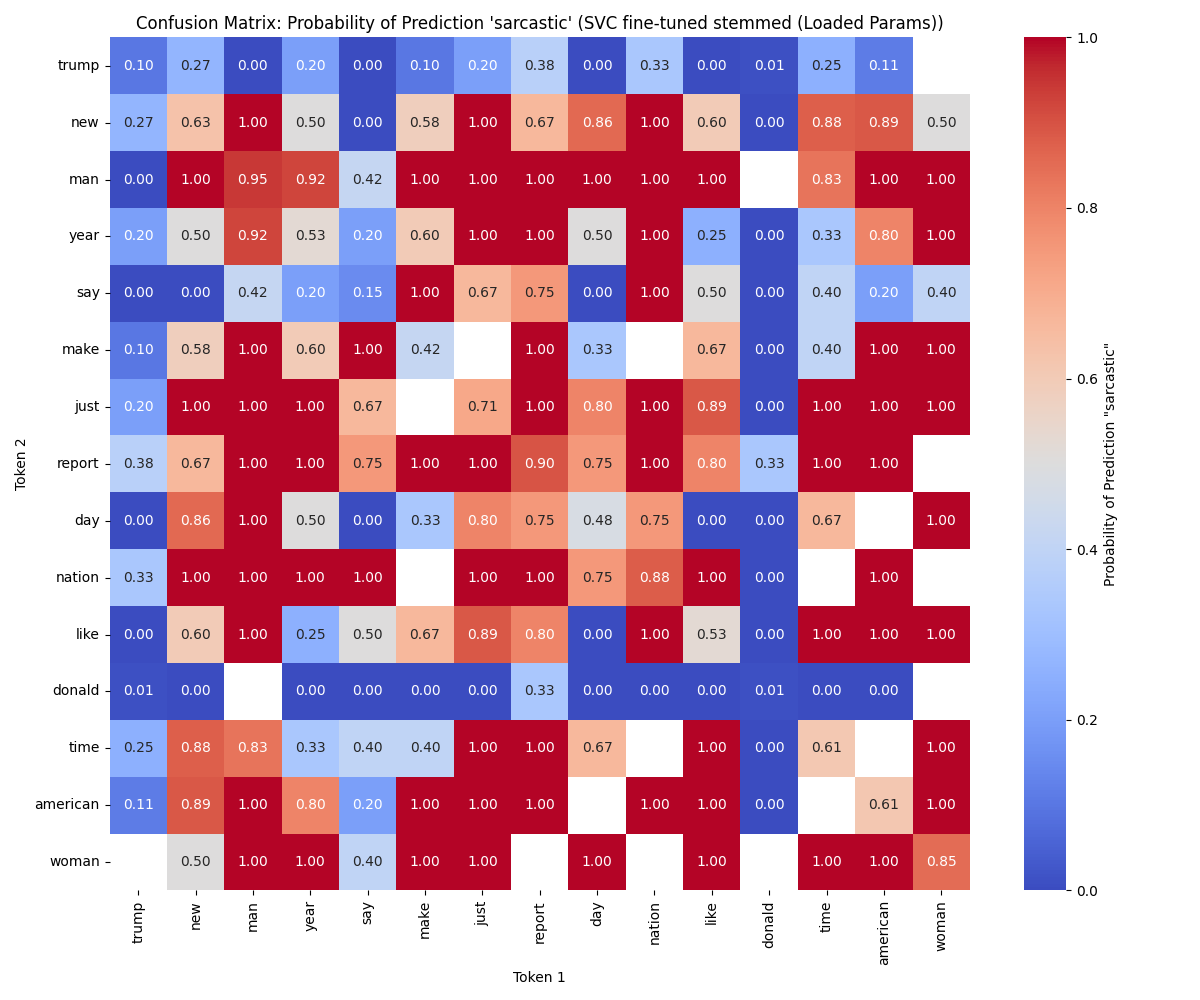 Confusion Matrix: Probability of Prediction 'sarcastic' (SVC fine-tuned stemmed (Loaded Params))
trump 0.10 0.27 0.00 0.20 0.00 0.10 0.20 0.38 0.00 0.33 0.00 0.01 0.25 0.11
new 0.27 0.63 1.00 0.50 0.00 0.58 1.00 0.67 0.86 1.00 0.60 0.00 0.88 0.89 0.50
man 0.00 1.00 0.95 0.92 0.42 1.00 1.00 1.00 1.00 1.00 1.00 0.83 1.00 1.00
year 0.20 0.50 0.92 0.53 0.20 0.60 1.00 1.00 0.50 1.00 0.25 0.00 0.33 0.80 1.00
say 0.00 0.00 0.42 0.20 0.15 1.00 0.67 0.75 0.00 1.00 0.50 0.00 0.40 0.20 0.40
make 0.10 0.58 1.00 0.60 1.00 0.42 1.00 0.33 0.67 0.00 0.40 1.00 1.00
just 0.20 1.00 1.00 1.00 0.67 0.71 1.00 0.80 1.00 0.89 0.00 1.00 1.00 1.00
report 0.38 0.67 1.00 1.00 0.75 1.00 1.00 0.90 0.75 1.00 0.80 0.33 1.00 1.00
day 0.00 0.86 1.00 0.50 0.00 0.33 0.80 0.75 0.48 0.75 0.00 0.00 0.67 1.00
nation 0.33 1.00 1.00 1.00 1.00 1.00 1.00 0.75 0.88 1.00 0.00 1.00
like 0.00 0.60 1.00 0.25 0.50 0.67 0.89 0.80 0.00 1.00 0.53 0.00 1.00 1.00 1.00
donald 0.01 0.00 0.00 0.00 0.00 0.00 0.33 0.00 0.00 0.00 0.01 0.00 0.00
time 0.25 0.88 0.83 0.33 0.40 0.40 1.00 1.00 0.67 1.00 0.00 0.61 1.00
american 0.11 0.89 1.00 0.80 0.20 1.00 1.00 1.00 1.00 1.00 0.00 0.61 1.00
woman 0.50 1.00 1.00 0.40 1.00 1.00 1.00 1.00 1.00 1.00 0.85
trump new man year say make just report day nation like donald time american woman
Token 1
Token 2
1.0
0.8
0.6
0.4
0.2
0.0
Probability of Prediction "sarcastic"